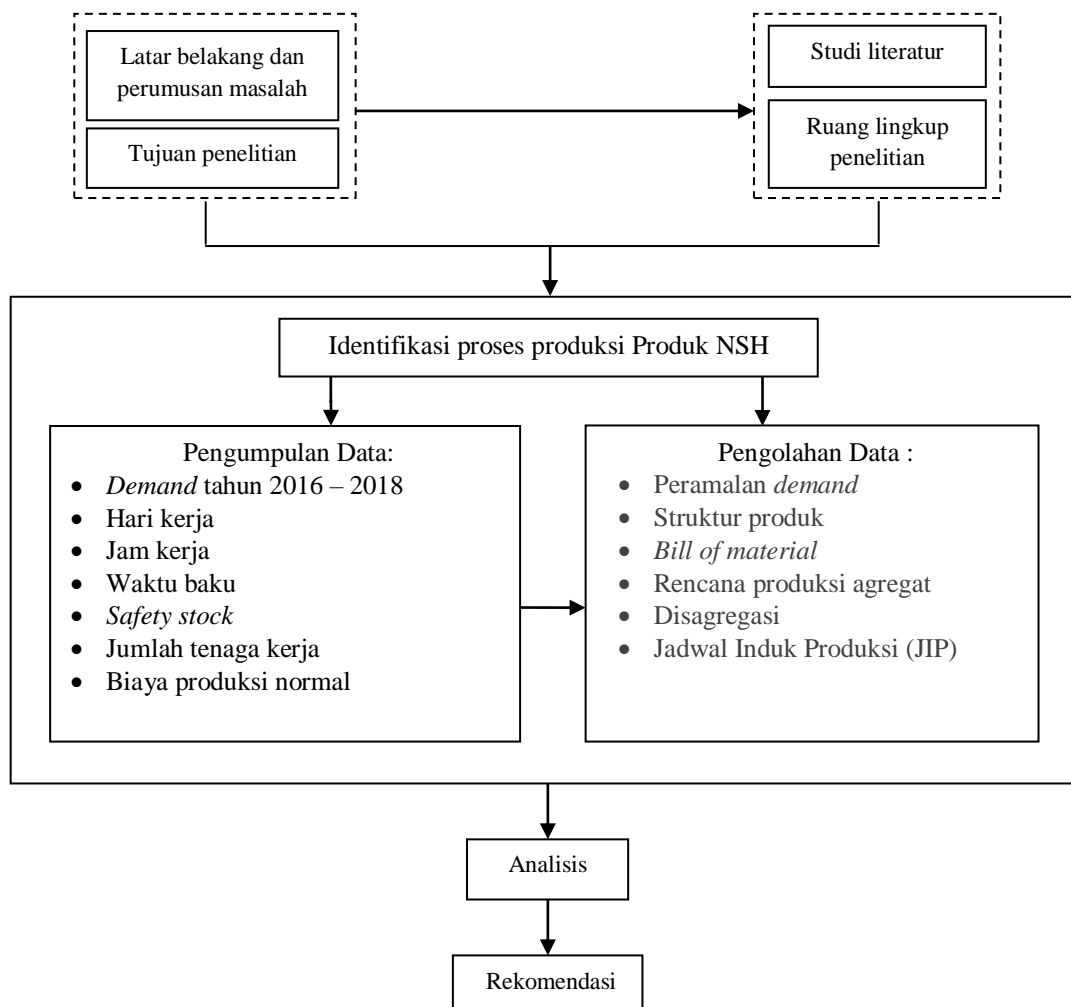 Latar belakang dan
perumusan masalah
Tujuan penelitian
Studi literatur
Ruang lingkup
penelitian
Identifikasi proses produksi Produk NSH
Pengumpulan Data:
• Demand tahun 2016 – 2018
• Hari kerja
• Jam kerja
• Waktu baku
• Safety stock
• Jumlah tenaga kerja
• Biaya produksi normal
Pengolahan Data :
• Peramalan demand
• Struktur produk
• Bill of material
• Rencana produksi agregat
• Disagregasi
• Jadwal Induk Produksi (JIP)
Analisis
Rekomendasi